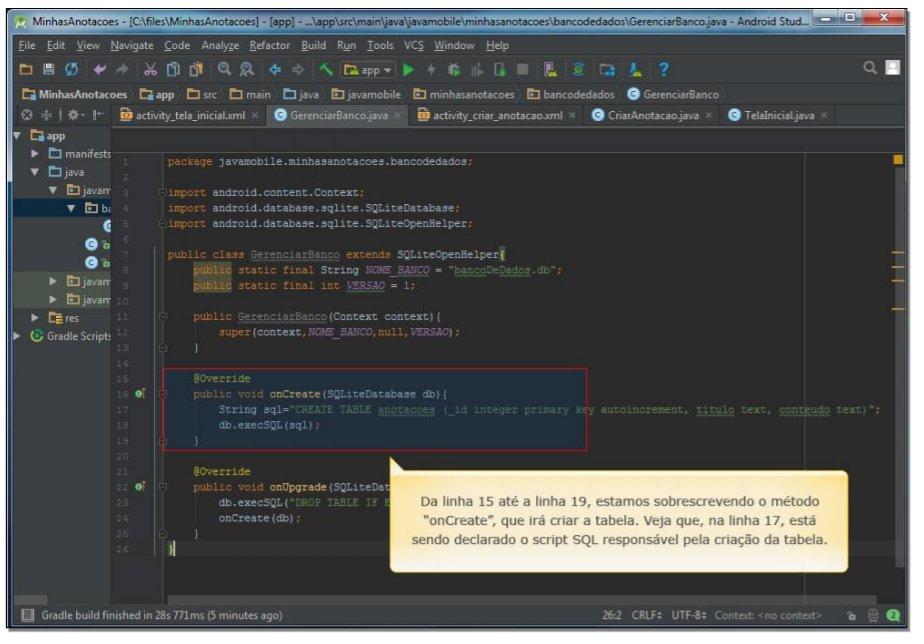 MinhasAnotacoes - [C:\files\MinhasAnotacoes] - [app] - ...\app\src\main\java\javamobile\minhasanotacoes\bancodedados\GerenciarBanco.java - Android Stud...
File Edit View Navigate Code Analyze Refactor Build Run Tools VCS Window Help
app
MinhasAnotacoes app src main java javamobile minhasanotacoes bancodedados GerenciarBanco
activity_tela_inicial.xml GerenciarBanco.java activity_criar_anotacao.xml CriarAnotacao.java TelaInicial.java
app
manifests
java
javam
ba
javam
javam
res
Gradle Scripts
1 package javamobile.minhasanotacoes.bancodedados;
2
3 import android.content.Context;
4 import android.database.sqlite.SQLiteDatabase;
5 import android.database.sqlite.SQLiteOpenHelper;
6
7 public class GerenciarBanco extends SQLiteOpenHelper{
8 public static final String NOME_BANCO = "bancoDeDados.db";
9 public static final int VERSAO = 1;
10
11 public GerenciarBanco(Context context){
12 super(context,NOME_BANCO,null,VERSAO);
13 }
14
15 @Override
16 public void onCreate(SQLiteDatabase db){
17 String sql="CREATE TABLE anotacoes (_id integer primary key autoincrement, titulo text, conteudo text)";
18 db.execSQL(sql);
19 }
20
21 @Override
22 public void onUpgrade(SQLiteDat
23 db.execSQL("DROP TABLE IF E
24 onCreate(db);
25 }
26 }
Da linha 15 até a linha 19, estamos sobrescrevendo o método
"onCreate", que irá criar a tabela. Veja que, na linha 17, está
sendo declarado o script SQL responsável pela criação da tabela.
Gradle build finished in 28s 771ms (5 minutes ago) 26:2 CRLF UTF-8 Context: <no context> 2